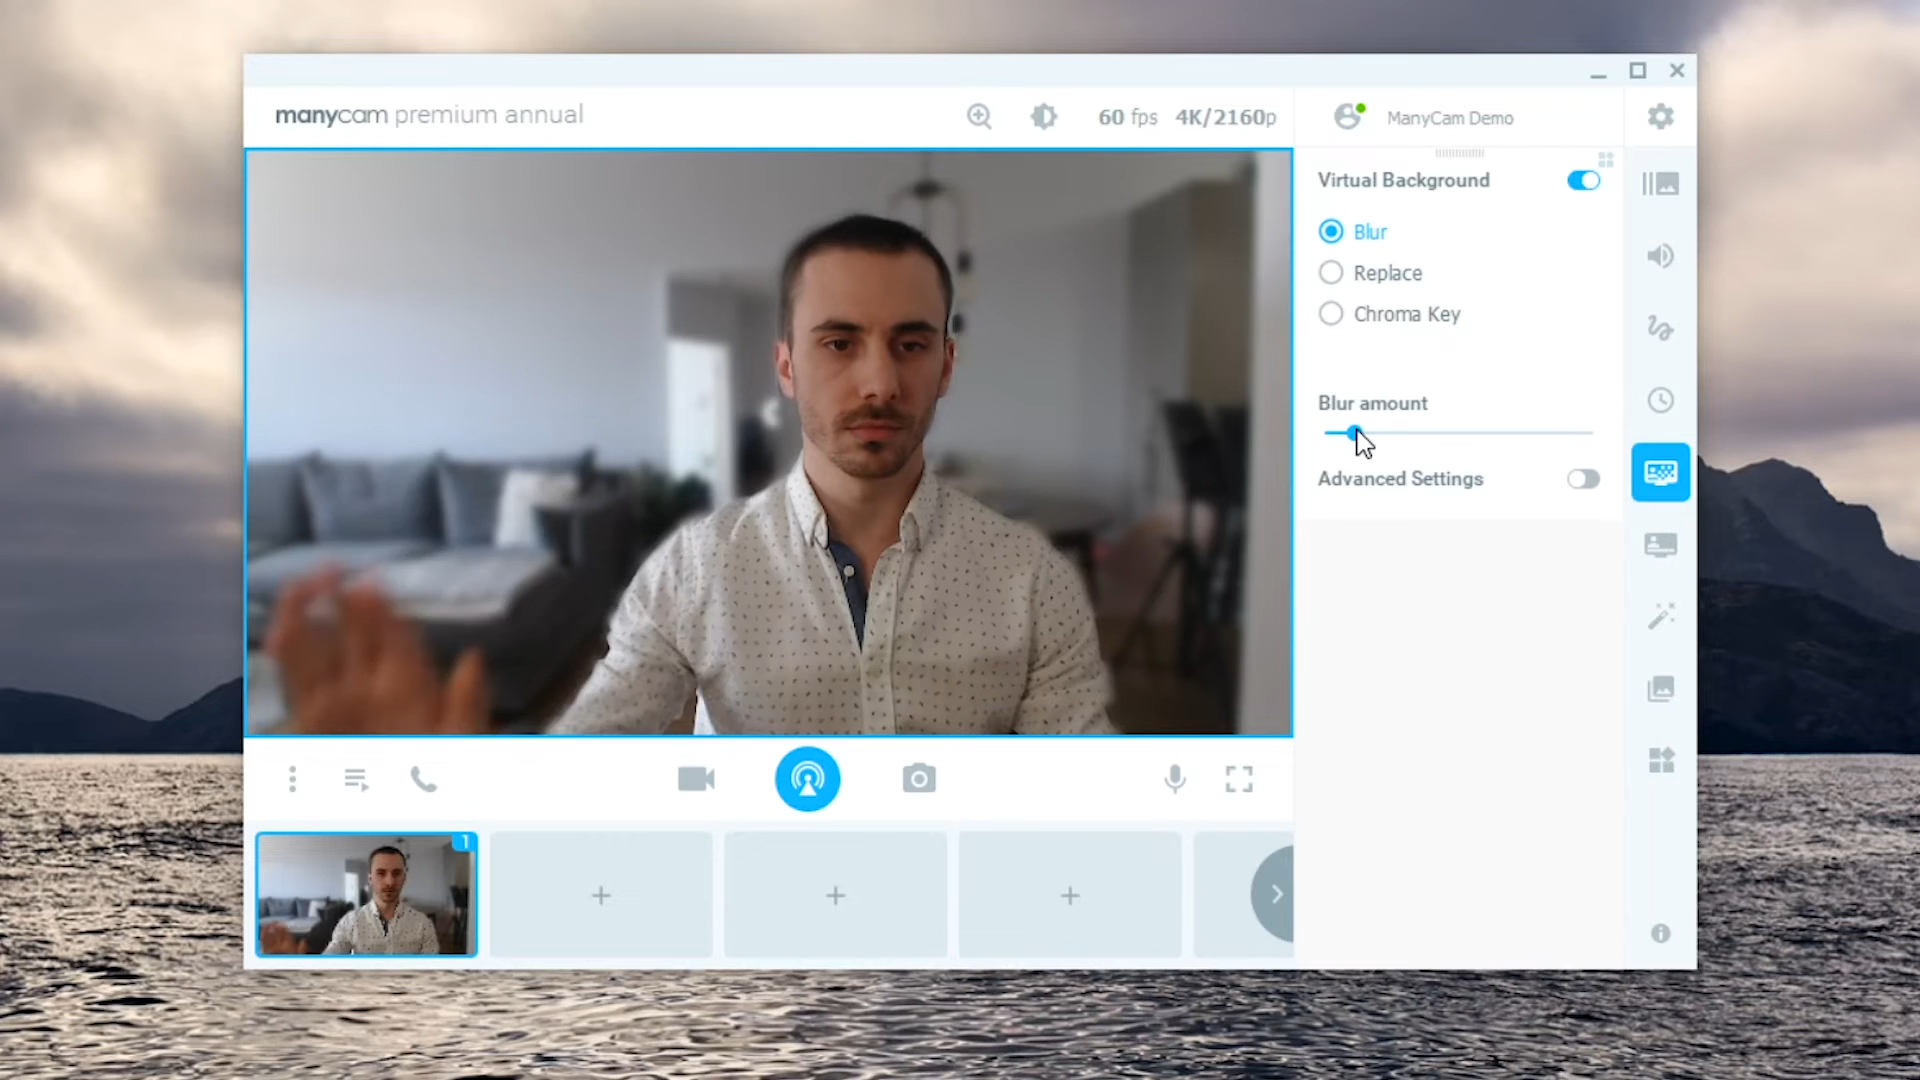 manycam premium annual
60 fps 4K/2160p
ManyCam Demo
Virtual Background
Blur
Replace
Chroma Key
Blur amount
Advanced Settings
1